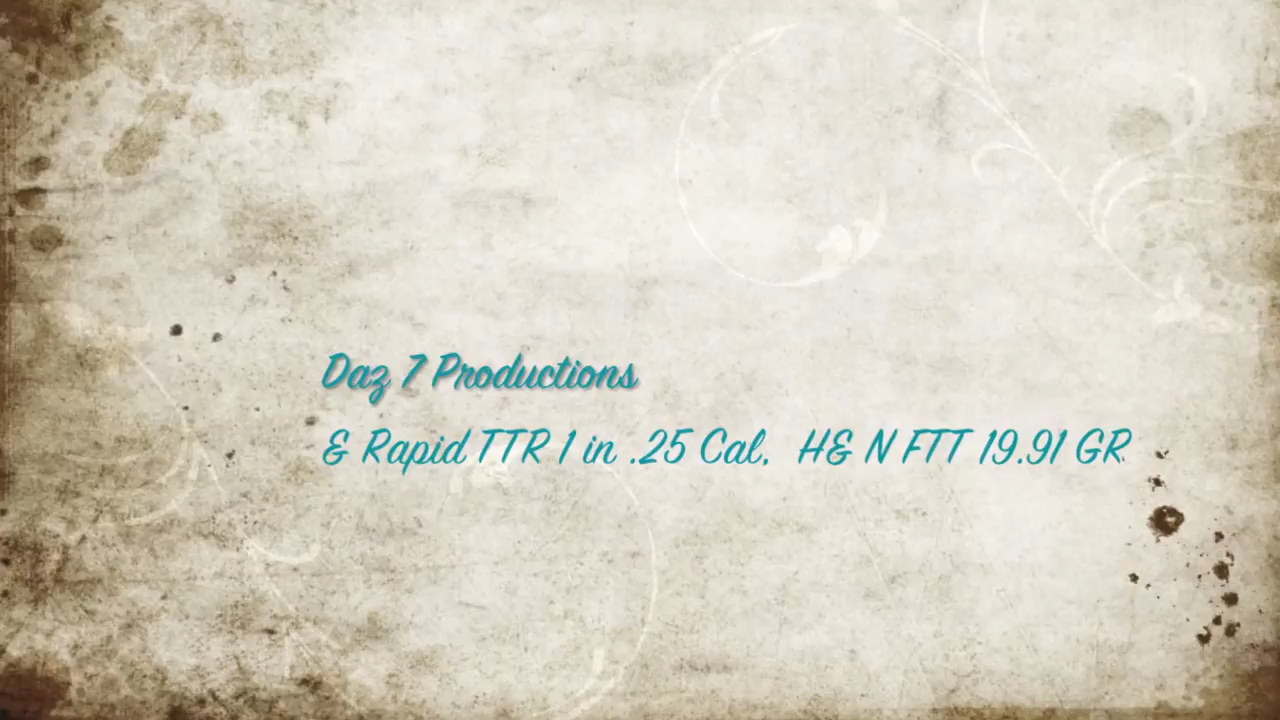 Daz 7 Productions
& Rapid TTR 1 in .25 Cal,  H& N FTT 19.91 GR